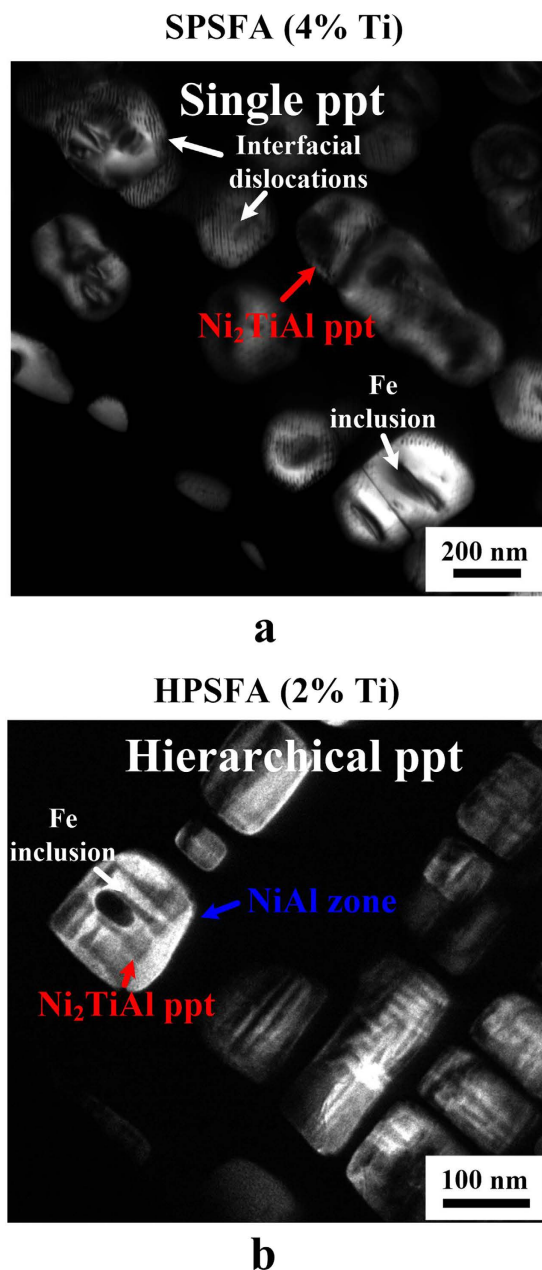 SPSFA (4% Ti)
Single ppt
Interfacial
dislocations
Ni₂TiAl ppt
Fe
inclusion
200 nm
a
HPSFA (2% Ti)
Hierarchical ppt
Fe
inclusion
NiAl zone
Ni₂TiAl ppt
100 nm
b